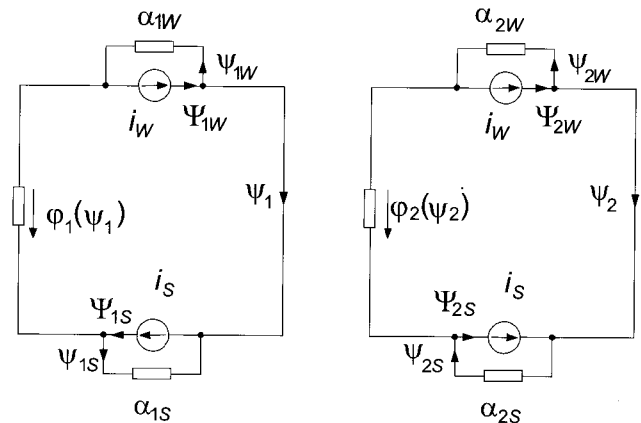 α1W
ψ1W
iW
Ψ1W
φ1(ψ1)
ψ1
iS
Ψ1S
ψ1S
α1S
α2W
ψ2W
iW
Ψ2W
φ2(ψ2)
ψ2
iS
Ψ2S
ψ2S
α2S